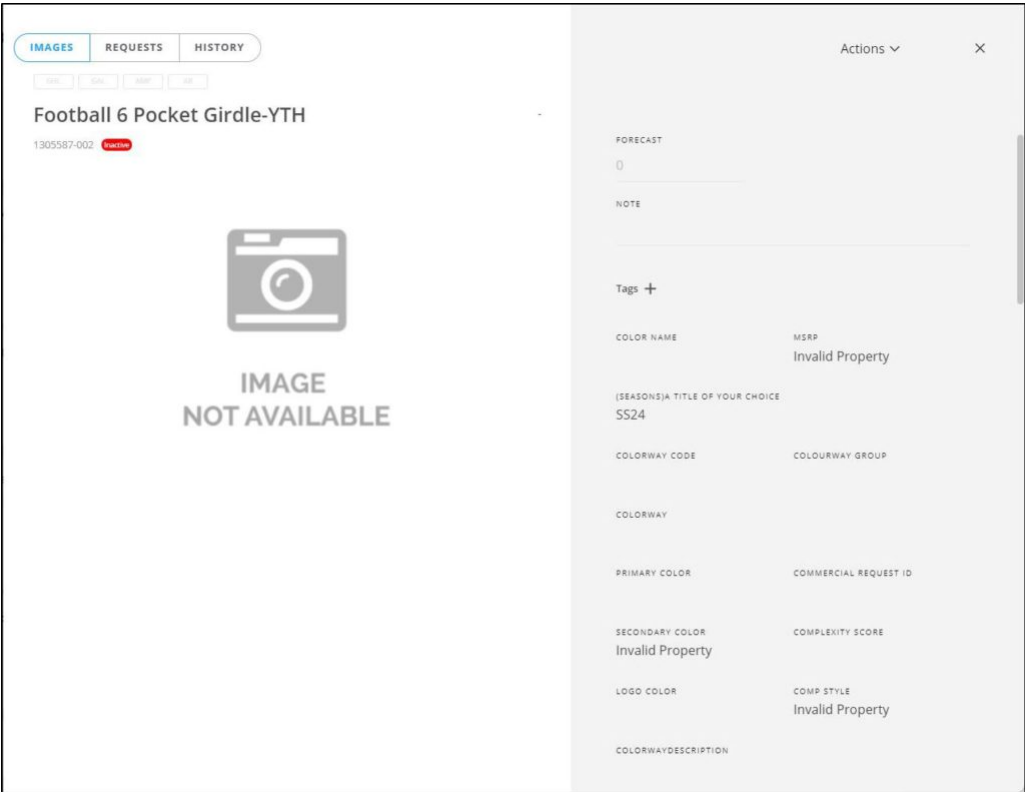 IMAGES REQUESTS HISTORY
Actions
Football 6 Pocket Girdle-YTH
-
1305587-002 Inactive
IMAGE
NOT AVAILABLE
FORECAST
0
NOTE
Tags +
COLOR NAME MSRP
Invalid Property
(SEASONS)A TITLE OF YOUR CHOICE
SS24
COLORWAY CODE COLOURWAY GROUP
COLORWAY
PRIMARY COLOR COMMERCIAL REQUEST ID
SECONDARY COLOR COMPLEXITY SCORE
Invalid Property
LOGO COLOR COMP STYLE
Invalid Property
COLORWAYDESCRIPTION